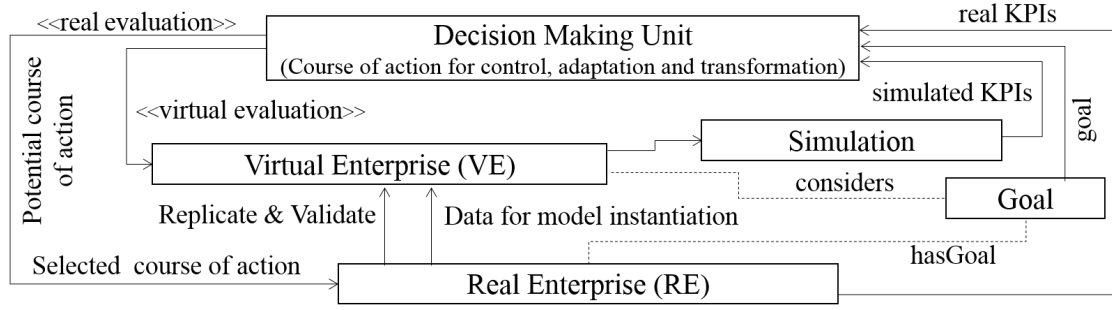 <<real evaluation>>
real KPIs
Decision Making Unit
(Course of action for control, adaptation and transformation)
simulated KPIs
goal
<<virtual evaluation>>
Potential course
of action
Simulation
Virtual Enterprise (VE)
considers
Goal
Replicate & Validate
Data for model instantiation
hasGoal
Selected course of action
Real Enterprise (RE)